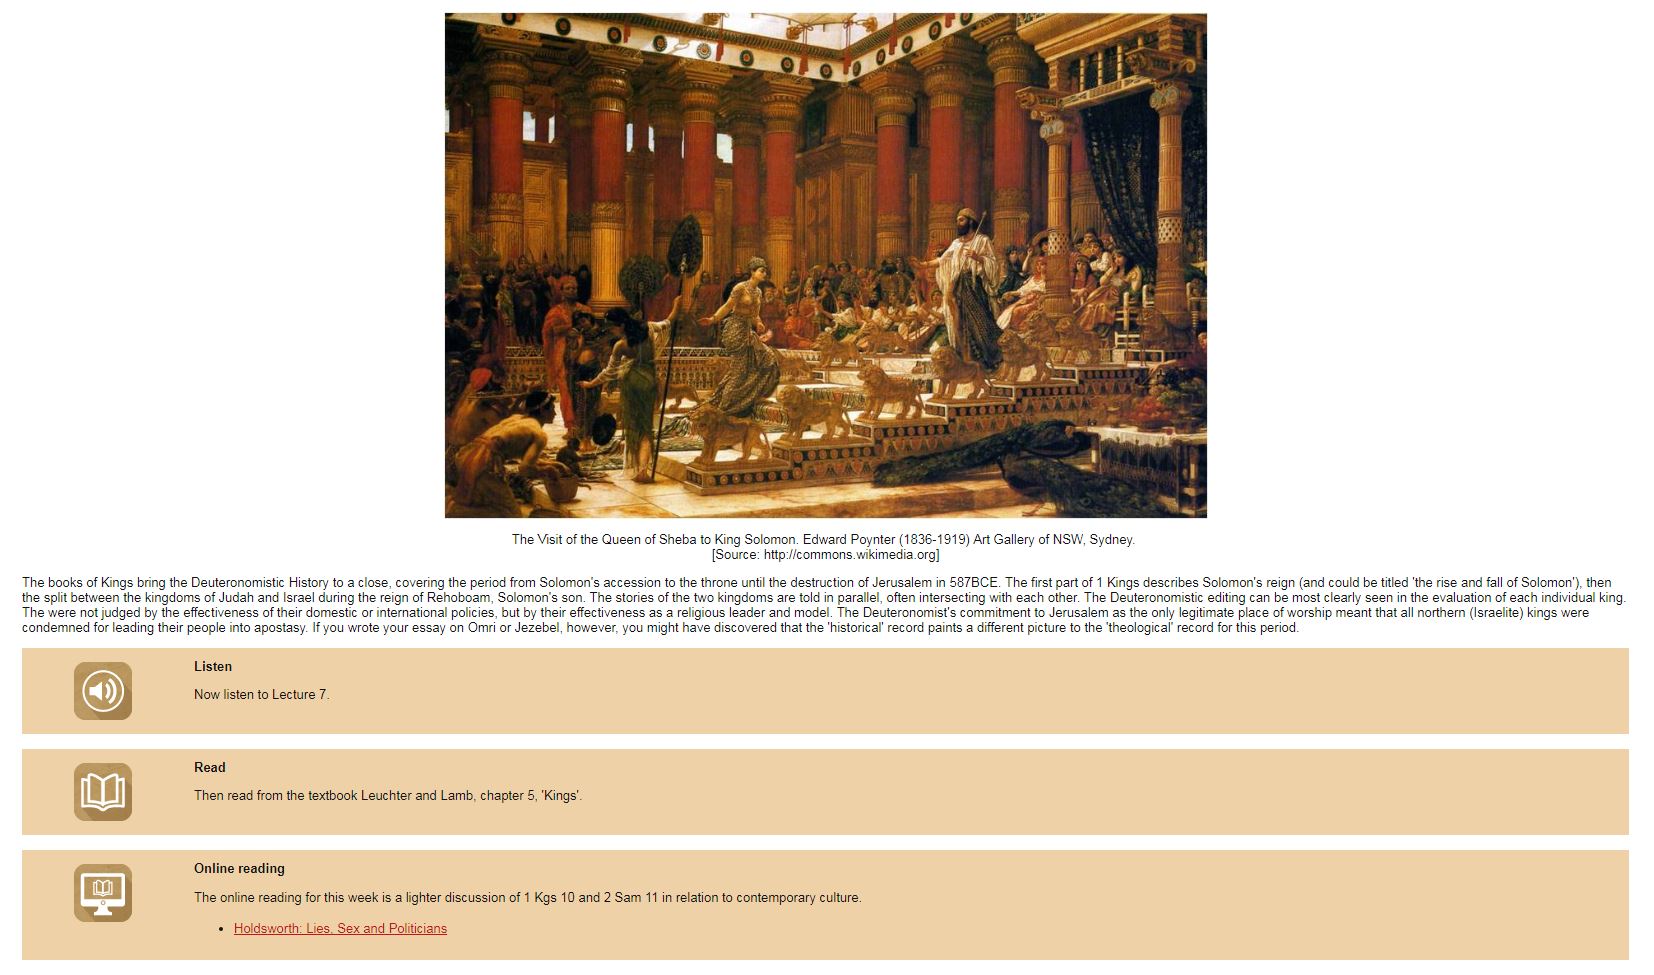 The Visit of the Queen of Sheba to King Solomon. Edward Poynter (1836-1919) Art Gallery of NSW, Sydney.
[Source: http://commons.wikimedia.org]
The books of Kings bring the Deuteronomistic History to a close, covering the period from Solomon's accession to the throne until the destruction of Jerusalem in 587BCE. The first part of 1 Kings describes Solomon's reign (and could be titled 'the rise and fall of Solomon'), then
the split between the kingdoms of Judah and Israel during the reign of Rehoboam, Solomon's son. The stories of the two kingdoms are told in parallel, often intersecting with each other. The Deuteronomistic editing can be most clearly seen in the evaluation of each individual king.
The were not judged by the effectiveness of their domestic or international policies, but by their effectiveness as a religious leader and model. The Deuteronomist's commitment to Jerusalem as the only legitimate place of worship meant that all northern (Israelite) kings were
condemned for leading their people into apostasy. If you wrote your essay on Omri or Jezebel, however, you might have discovered that the 'historical' record paints a different picture to the 'theological' record for this period.
Listen
Now listen to Lecture 7.
Read
Then read from the textbook Leuchter and Lamb, chapter 5, 'Kings'.
Online reading
The online reading for this week is a lighter discussion of 1 Kgs 10 and 2 Sam 11 in relation to contemporary culture.
• Holdsworth: Lies, Sex and Politicians